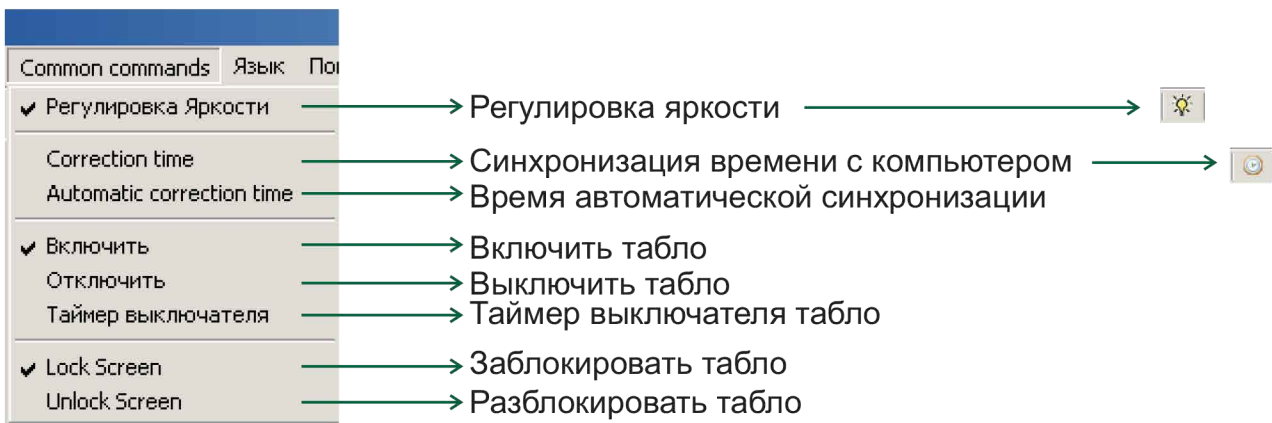 Common commands Язык
Регулировка Яркости Регулировка яркости
Correction time Синхронизация времени с компьютером
Automatic correction time Время автоматической синхронизации
Включить Включить табло
Отключить Выключить табло
Таймер выключателя Таймер выключателя табло
Lock Screen Заблокировать табло
Unlock Screen Разблокировать табло